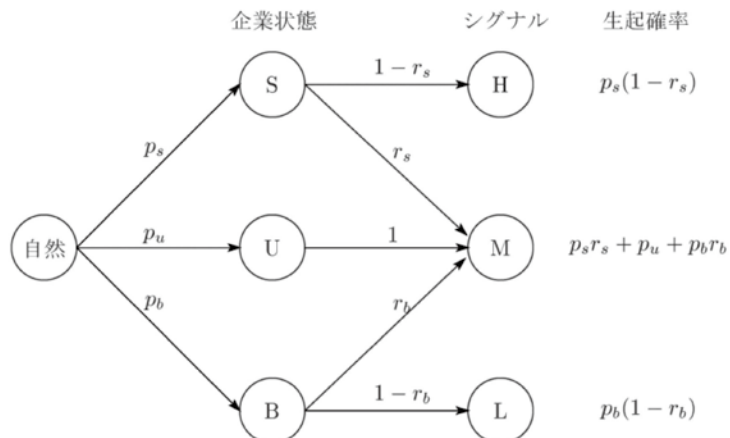 企業状態 シグナル 生起確率
S 1 − r_s H p_s(1 − r_s)
p_s r_s
自然 p_u U 1 M p_s r_s + p_u + p_b r_b
p_b r_b
B 1 − r_b L p_b(1 − r_b)